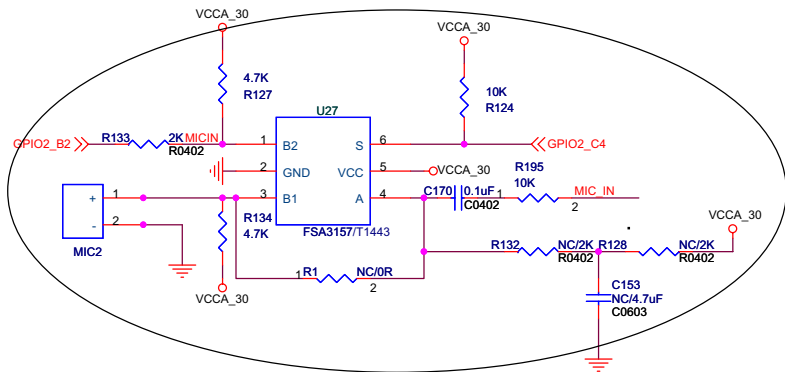 VCCA_30
VCCA_30
4.7K
R127
10K
R124
U27
GPIO2_B2
R133
2K
MICIN
R0402
1
B2
S
6
GPIO2_C4
2
GND
VCC
5
VCCA_30
3
B1
A
4
FSA3157/T1443
C170
0.1uF
C0402
1
R195
10K
2
MIC_IN
+
1
-
2
MIC2
R134
4.7K
VCCA_30
1
R1
NC/0R
2
R132
NC/2K
R0402
R128
NC/2K
R0402
VCCA_30
C153
NC/4.7uF
C0603